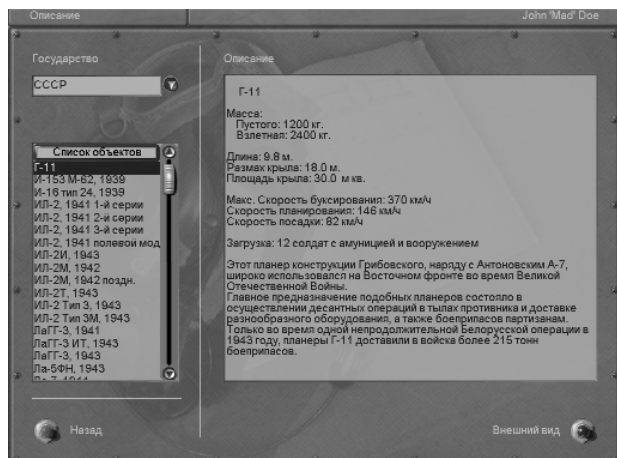 Описание
John 'Mad' Doe
Государство
СССР
Список объектов
Г-11
И-153 М-62, 1939
И-16 тип 24, 1939
ИЛ-2, 1941 1-й серии
ИЛ-2, 1941 2-й серии
ИЛ-2, 1941 3-й серии
ИЛ-2, 1941 полевой мод
ИЛ-2И, 1943
ИЛ-2М, 1942
ИЛ-2М, 1942 поздн.
ИЛ-2Т, 1943
ИЛ-2 Тип 3, 1943
ИЛ-2 Тип 3М, 1943
ЛаГГ-3, 1941
ЛаГГ-3 ИТ, 1943
ЛаГГ-3, 1943
Ла-5ФН, 1943
Описание
Г-11
Масса:
Пустого: 1200 кг.
Взлетная: 2400 кг.
Длина: 9.8 м.
Размах крыла: 18.0 м.
Площадь крыла: 30.0 м кв.
Макс. Скорость буксирования: 370 км/ч
Скорость планирования: 146 км/ч
Скорость посадки: 82 км/ч
Загрузка: 12 солдат с амуницией и вооружением
Этот планер конструкции Грибовского, наряду с Антоновским А-7,
широко использовался на Восточном фронте во время Великой
Отечественной Войны.
Главное предназначение подобных планеров состояло в
осуществлении десантных операций в тылах противника и доставке
разнообразного оборудования, а также боеприпасов партизанам.
Только во время одной непродолжительной Белорусской операции в
1943 году, планеры Г-11 доставили в войска более 215 тонн
боеприпасов.
Назад
Внешний вид